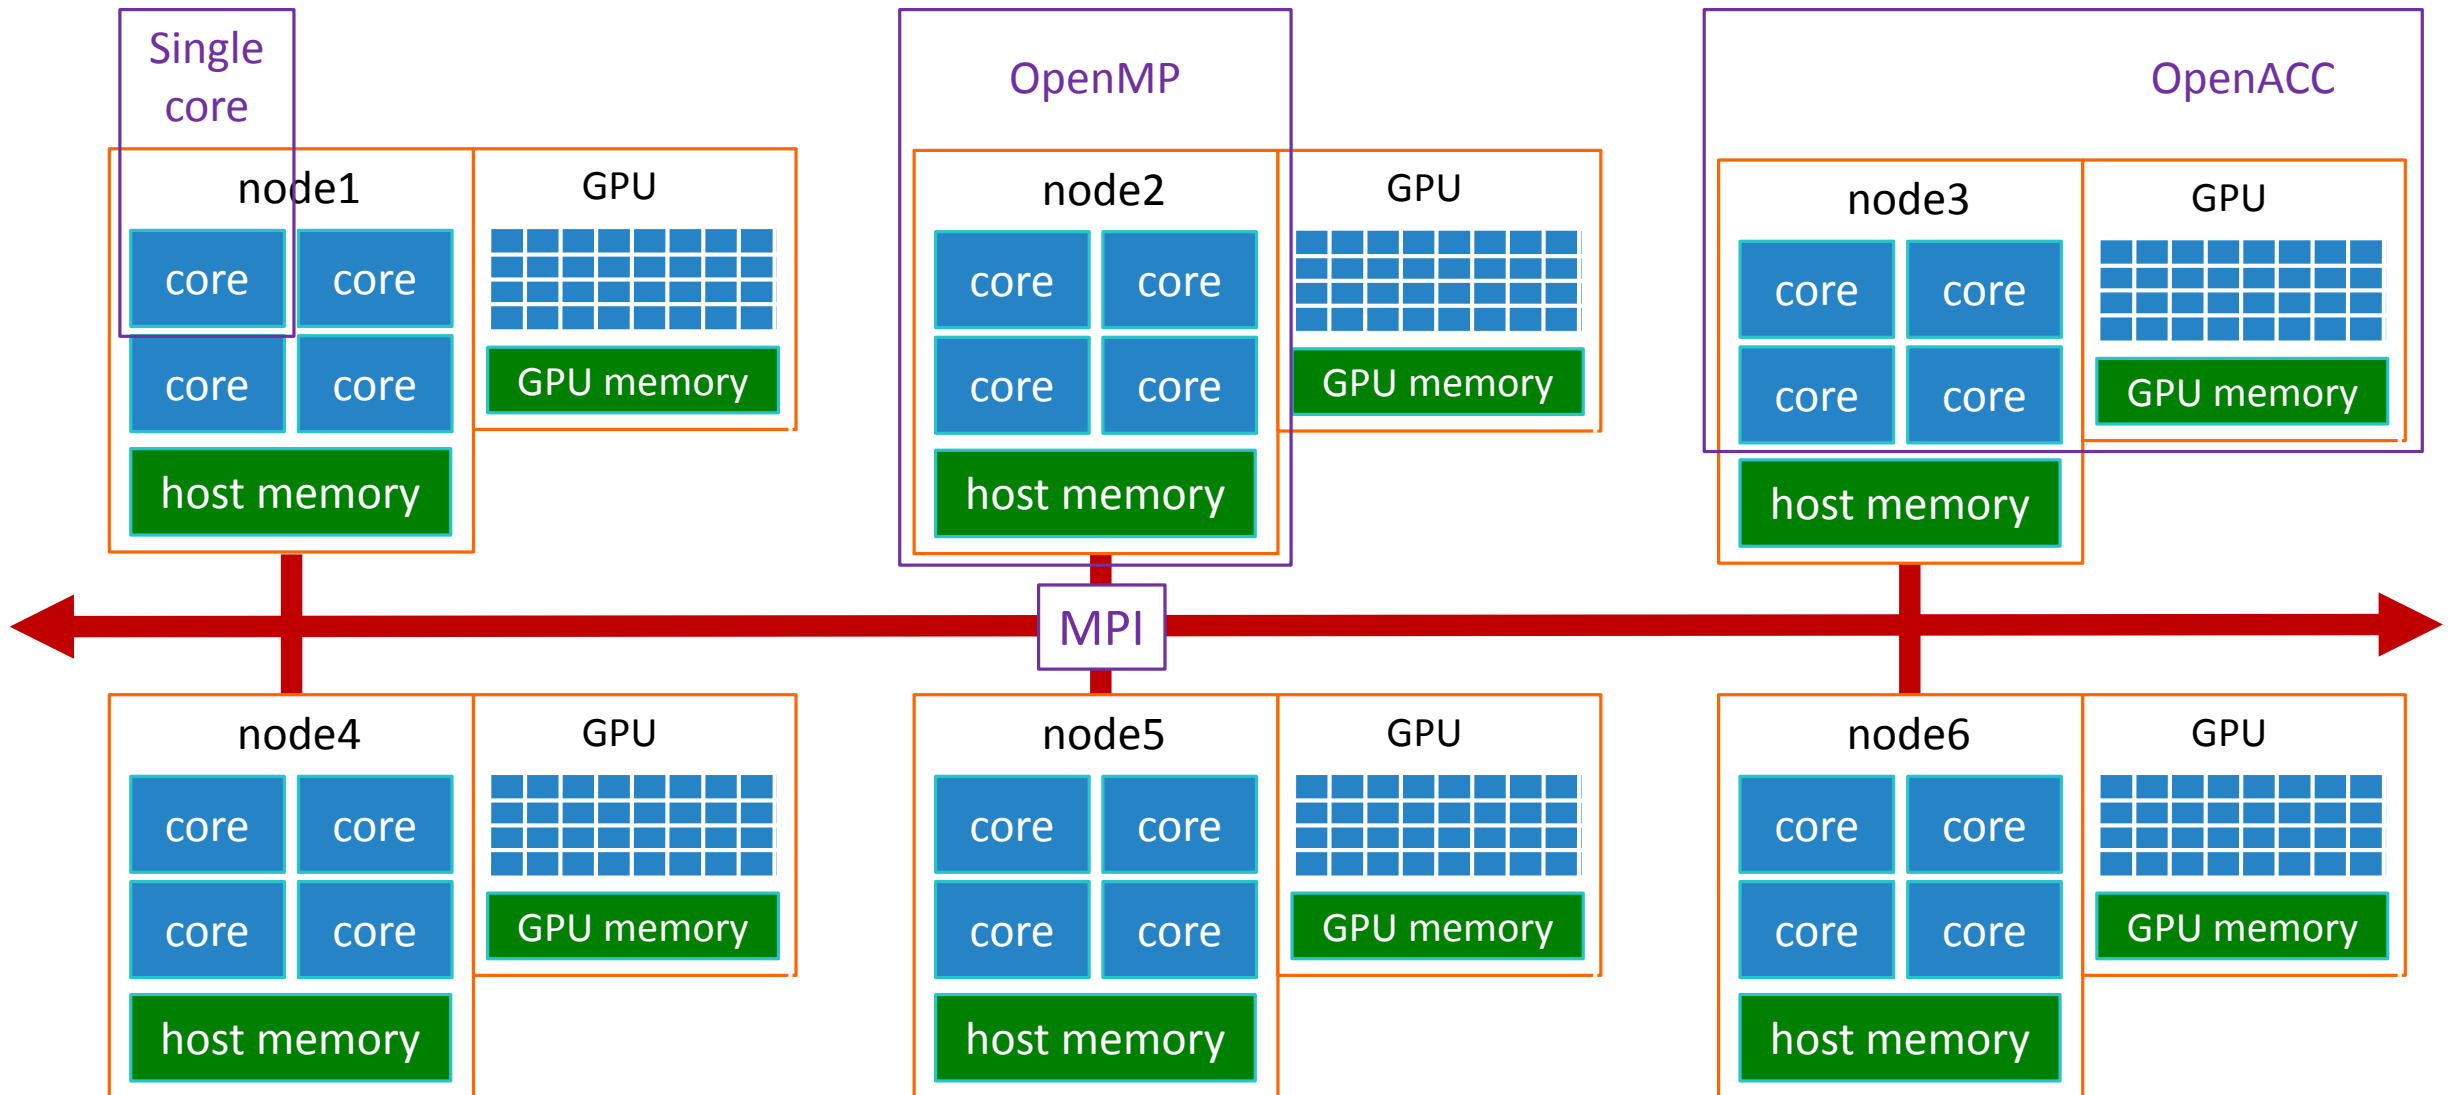 Single
core
OpenMP
OpenACC
node1
GPU
node2
GPU
node3
GPU
core core
core core
core core
core core
GPU memory
core core
GPU memory
core core
GPU memory
host memory
host memory
host memory
MPI
node4
GPU
node5
GPU
node6
GPU
core core
core core
core core
core core
GPU memory
core core
GPU memory
core core
GPU memory
host memory
host memory
host memory